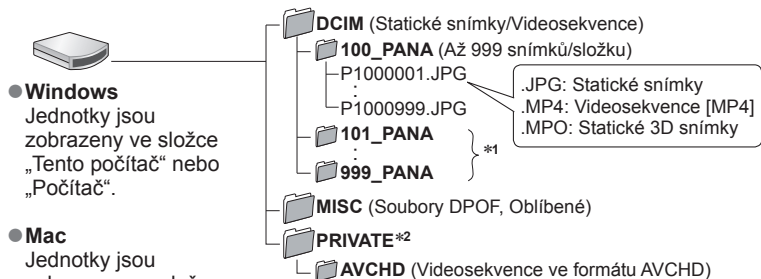 ●Windows
Jednotky jsou
zobrazeny ve složce
„Tento počítač“ nebo
„Počítač“.
●Mac
Jednotky jsou
DCIM (Statické snímky/Videosekvence)
100_PANA (Až 999 snímků/složku)
P1000001.JPG
:
P1000999.JPG
.JPG: Statické snímky
.MP4: Videosekvence [MP4]
.MPO: Statické 3D snímky
101_PANA
:
999_PANA
*1
MISC (Soubory DPOF, Oblíbené)
PRIVATE*2
AVCHD (Videosekvence ve formátu AVCHD)